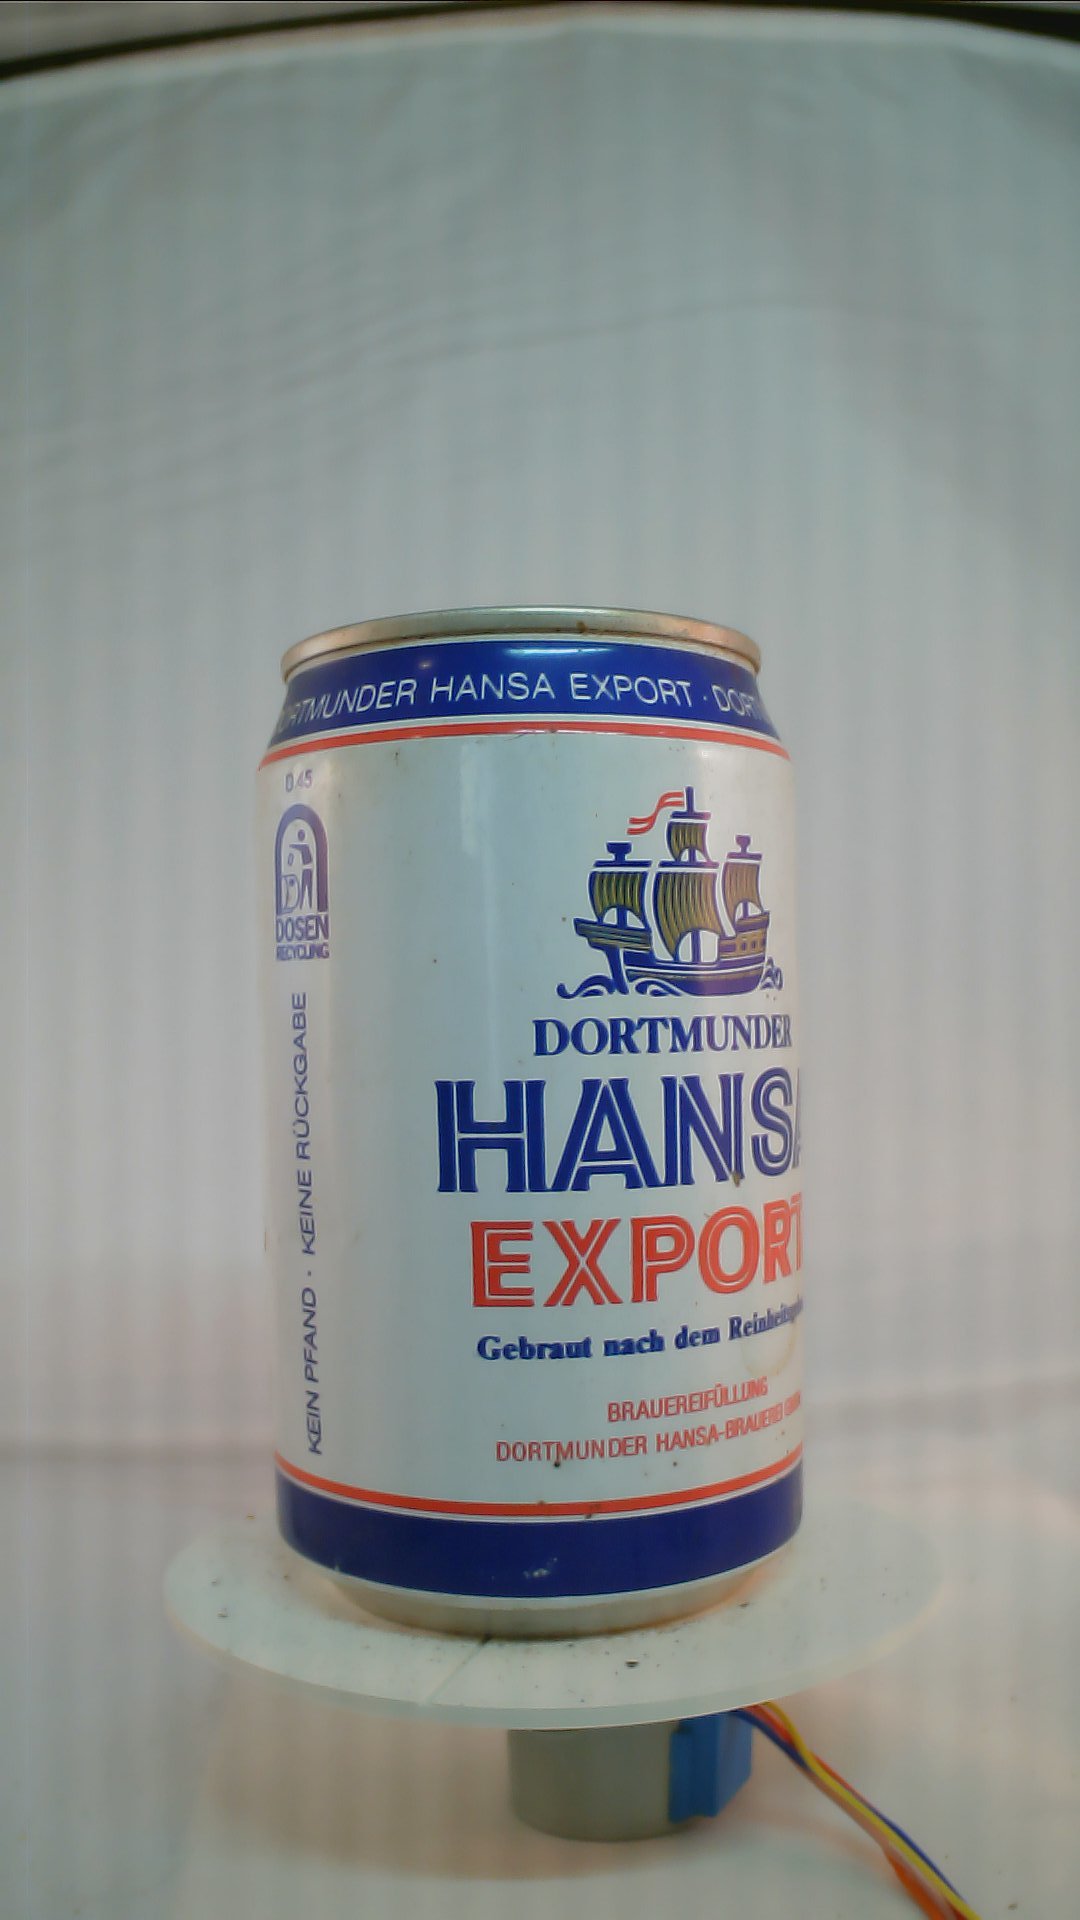 DORTMUNDER HANSA EXPORT · DORT
D.45
DOSEN
RECYCLING
KEIN PFAND · KEINE RÜCKGABE
DORTMUNDER
HANSA
EXPORT
Gebraut nach dem
BRAUEREIFÜLLUNG
DORTMUNDER HANSA-BRAUEREI